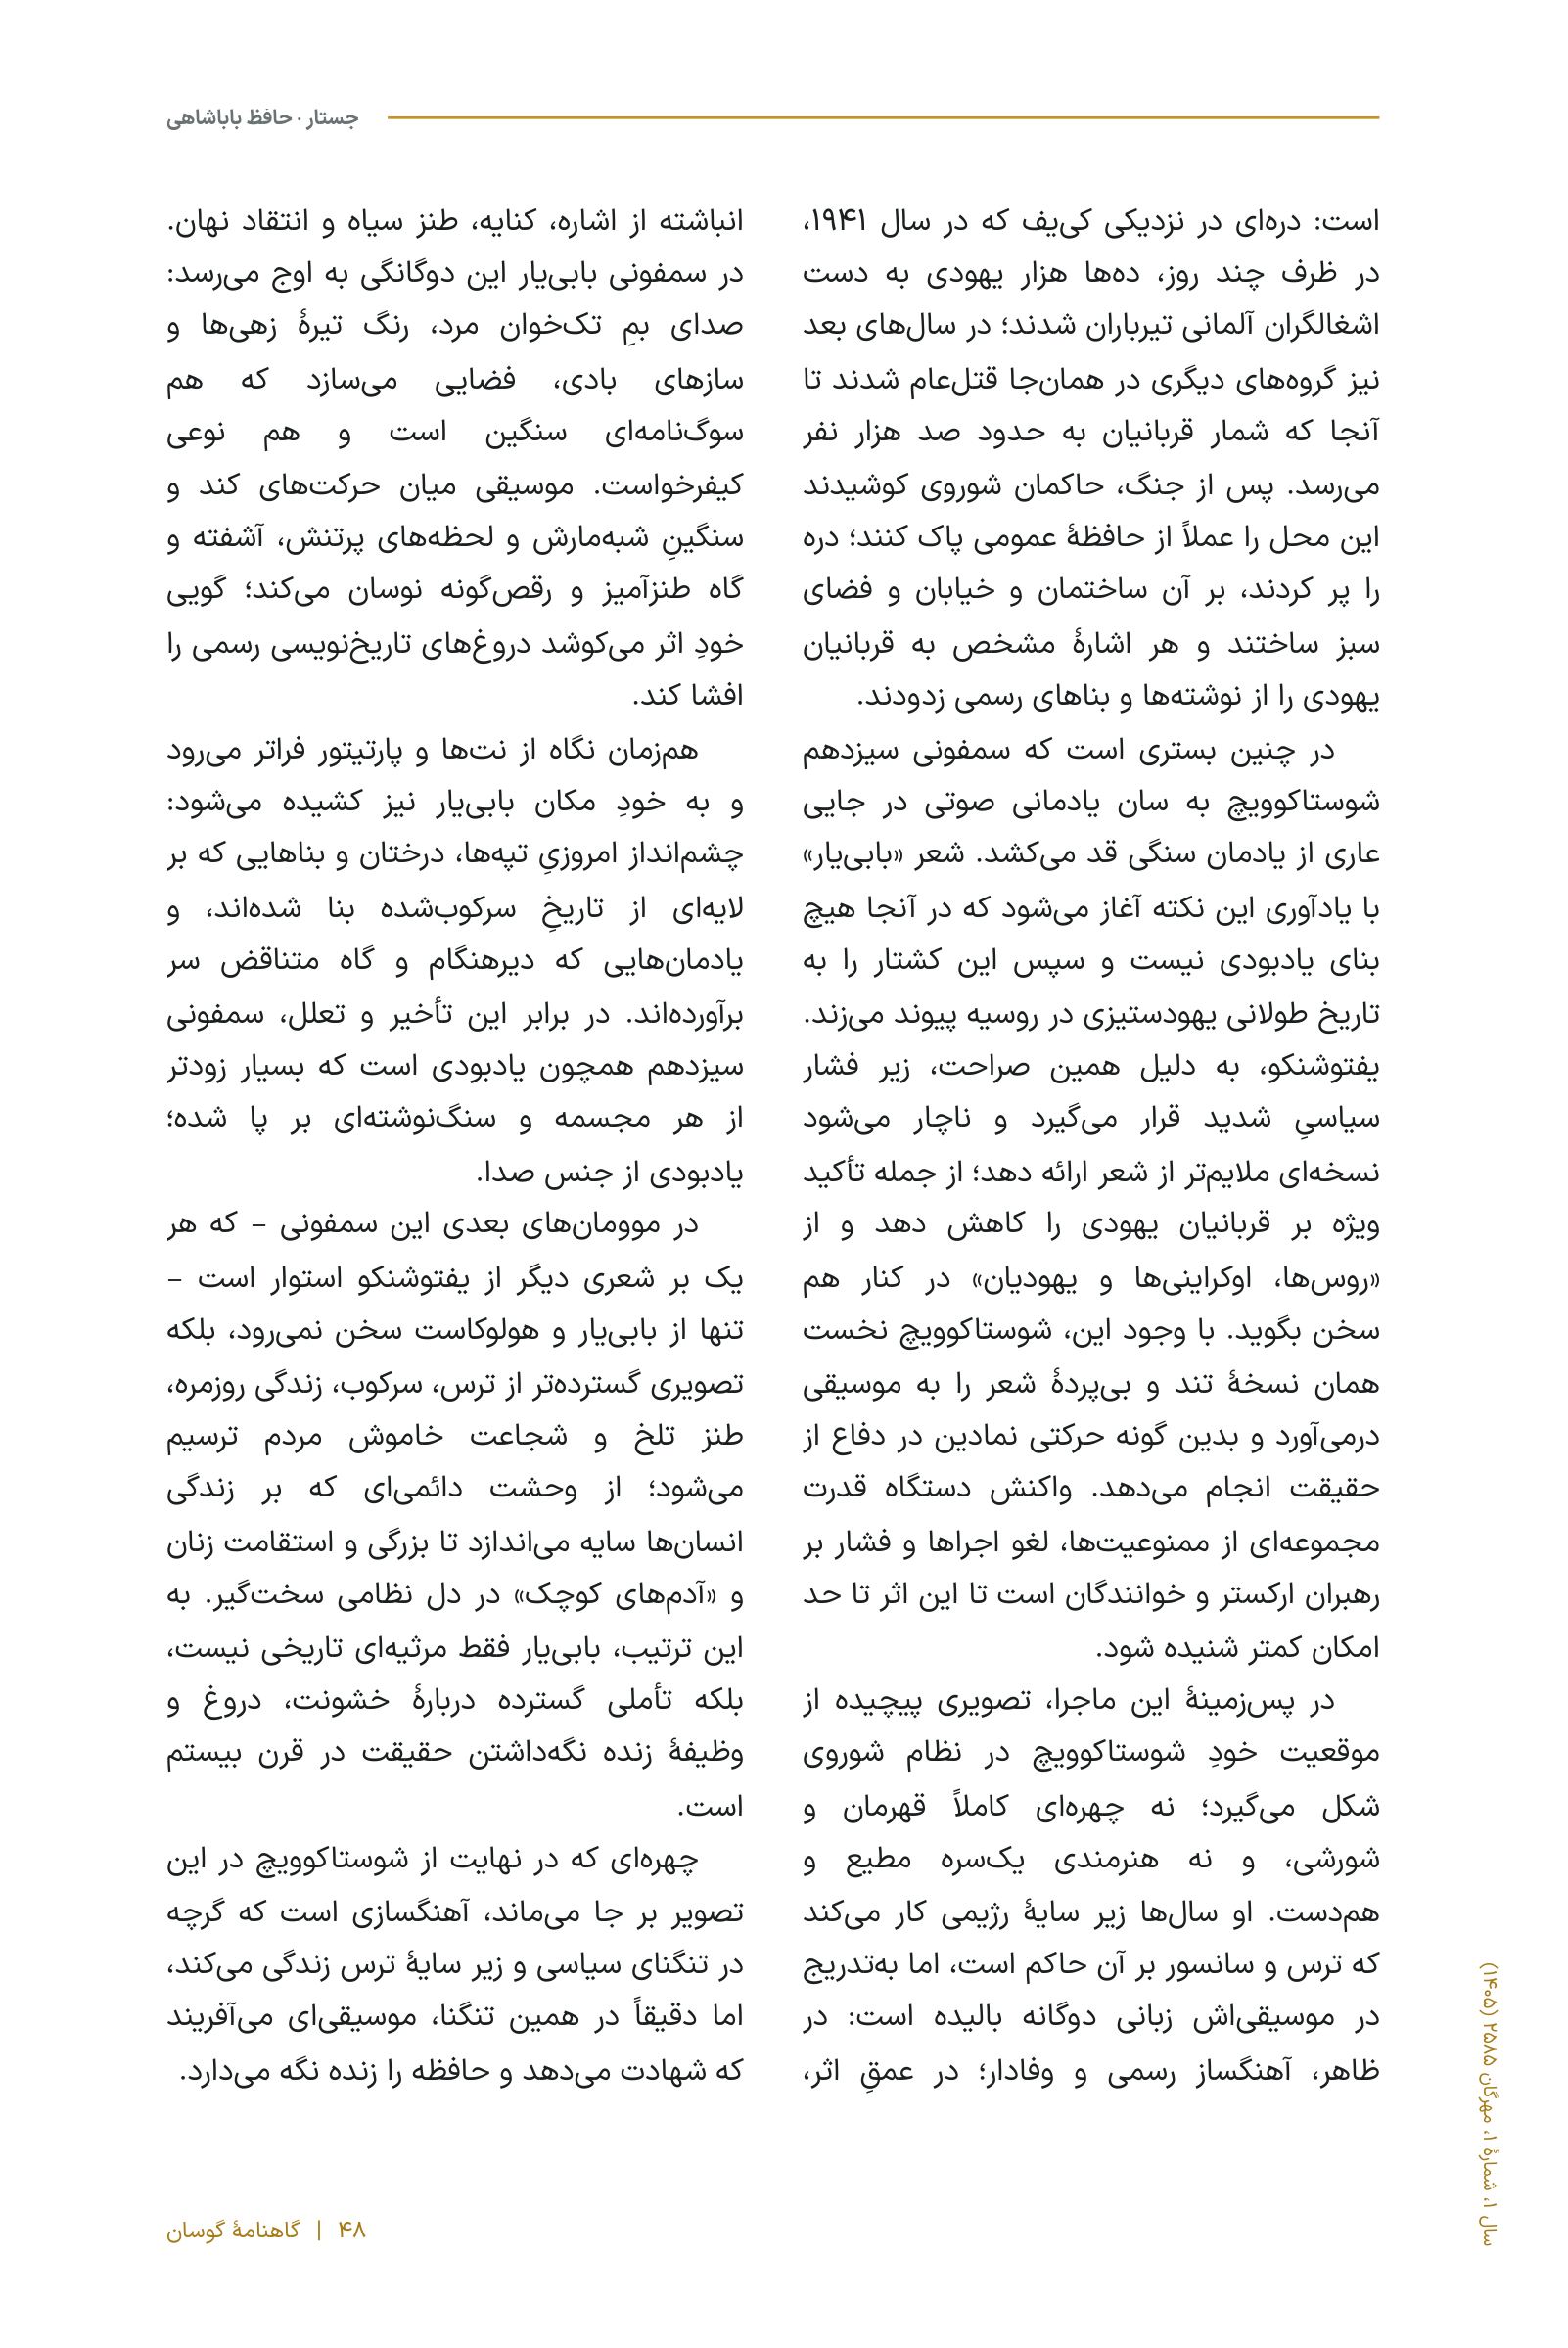 جستار · حافظ باباشاهی
است: دره‌ای در نزدیکی کی‌یف که در سال ۱۹۴۱،
در ظرف چند روز، ده‌ها هزار یهودی به دست
اشغالگران آلمانی تیرباران شدند؛ در سال‌های بعد
نیز گروه‌های دیگری در همان‌جا قتل‌عام شدند تا
آنجا که شمار قربانیان به حدود صد هزار نفر
می‌رسد. پس از جنگ، حاکمان شوروی کوشیدند
این محل را عملاً از حافظهٔ عمومی پاک کنند؛ دره
را پر کردند، بر آن ساختمان و خیابان و فضای
سبز ساختند و هر اشارهٔ مشخص به قربانیان
یهودی را از نوشته‌ها و بناهای رسمی زدودند.
در چنین بستری است که سمفونی سیزدهم
شوستاکوویچ به سان یادمانی صوتی در جایی
عاری از یادمان سنگی قد می‌کشد. شعر «بابی‌یار»
با یادآوری این نکته آغاز می‌شود که در آنجا هیچ
بنای یادبودی نیست و سپس این کشتار را به
تاریخ طولانی یهودستیزی در روسیه پیوند می‌زند.
یفتوشنکو، به دلیل همین صراحت، زیر فشار
سیاسیِ شدید قرار می‌گیرد و ناچار می‌شود
نسخه‌ای ملایم‌تر از شعر ارائه دهد؛ از جمله تأکید
ویژه بر قربانیان یهودی را کاهش دهد و از
«روس‌ها، اوکراینی‌ها و یهودیان» در کنار هم
سخن بگوید. با وجود این، شوستاکوویچ نخست
همان نسخهٔ تند و بی‌پردهٔ شعر را به موسیقی
درمی‌آورد و بدین گونه حرکتی نمادین در دفاع از
حقیقت انجام می‌دهد. واکنش دستگاه قدرت
مجموعه‌ای از ممنوعیت‌ها، لغو اجراها و فشار بر
رهبران ارکستر و خوانندگان است تا این اثر تا حد
امکان کمتر شنیده شود.
در پس‌زمینهٔ این ماجرا، تصویری پیچیده از
موقعیت خودِ شوستاکوویچ در نظام شوروی
شکل می‌گیرد؛ نه چهره‌ای کاملاً قهرمان و
شورشی، و نه هنرمندی یک‌سره مطیع و
هم‌دست. او سال‌ها زیر سایهٔ رژیمی کار می‌کند
که ترس و سانسور بر آن حاکم است، اما به‌تدریج
در موسیقی‌اش زبانی دوگانه بالیده است: در
ظاهر، آهنگساز رسمی و وفادار؛ در عمقِ اثر،
انباشته از اشاره، کنایه، طنز سیاه و انتقاد نهان.
در سمفونی بابی‌یار این دوگانگی به اوج می‌رسد:
صدای بمِ تک‌خوان مرد، رنگ تیرهٔ زهی‌ها و
سازهای بادی، فضایی می‌سازد که هم
سوگ‌نامه‌ای سنگین است و هم نوعی
کیفرخواست. موسیقی میان حرکت‌های کند و
سنگینِ شبه‌مارش و لحظه‌های پرتنش، آشفته و
گاه طنزآمیز و رقص‌گونه نوسان می‌کند؛ گویی
خودِ اثر می‌کوشد دروغ‌های تاریخ‌نویسی رسمی را
افشا کند.
هم‌زمان نگاه از نت‌ها و پارتیتور فراتر می‌رود
و به خودِ مکان بابی‌یار نیز کشیده می‌شود:
چشم‌انداز امروزیِ تپه‌ها، درختان و بناهایی که بر
لایه‌ای از تاریخِ سرکوب‌شده بنا شده‌اند، و
یادمان‌هایی که دیرهنگام و گاه متناقض سر
برآورده‌اند. در برابر این تأخیر و تعلل، سمفونی
سیزدهم همچون یادبودی است که بسیار زودتر
از هر مجسمه و سنگ‌نوشته‌ای بر پا شده؛
یادبودی از جنس صدا.
در موومان‌های بعدی این سمفونی – که هر
یک بر شعری دیگر از یفتوشنکو استوار است –
تنها از بابی‌یار و هولوکاست سخن نمی‌رود، بلکه
تصویری گسترده‌تر از ترس، سرکوب، زندگی روزمره،
طنز تلخ و شجاعت خاموش مردم ترسیم
می‌شود؛ از وحشت دائمی‌ای که بر زندگی
انسان‌ها سایه می‌اندازد تا بزرگی و استقامت زنان
و «آدم‌های کوچک» در دل نظامی سخت‌گیر. به
این ترتیب، بابی‌یار فقط مرثیه‌ای تاریخی نیست،
بلکه تأملی گسترده دربارهٔ خشونت، دروغ و
وظیفهٔ زنده نگه‌داشتن حقیقت در قرن بیستم
است.
چهره‌ای که در نهایت از شوستاکوویچ در این
تصویر بر جا می‌ماند، آهنگسازی است که گرچه
در تنگنای سیاسی و زیر سایهٔ ترس زندگی می‌کند،
اما دقیقاً در همین تنگنا، موسیقی‌ای می‌آفریند
که شهادت می‌دهد و حافظه را زنده نگه می‌دارد.
سال ۱، شمارهٔ ۱، مهرگان ۲۵۸۵ (۱۴۰۵)
۴۸ | گاهنامهٔ گوسان